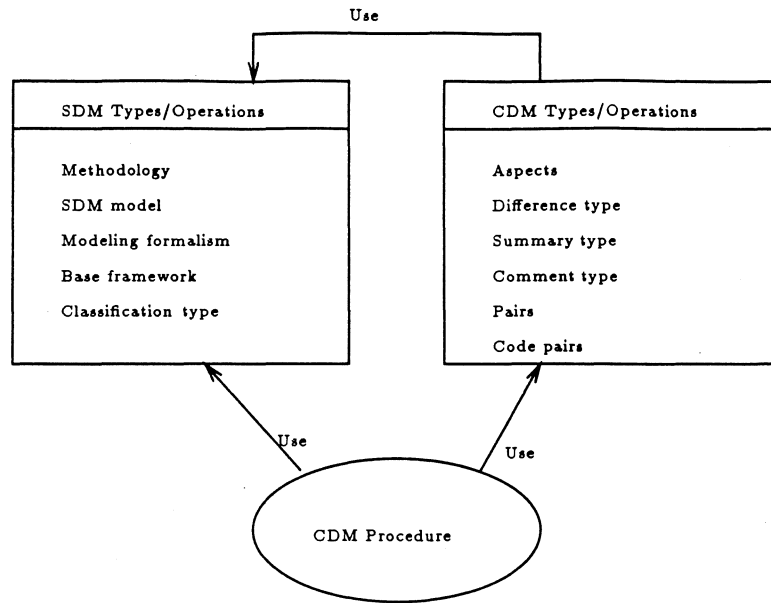 Use
SDM Types/Operations
Methodology
SDM model
Modeling formalism
Base framework
Classification type
CDM Types/Operations
Aspects
Difference type
Summary type
Comment type
Pairs
Code pairs
Use
Use
CDM Procedure